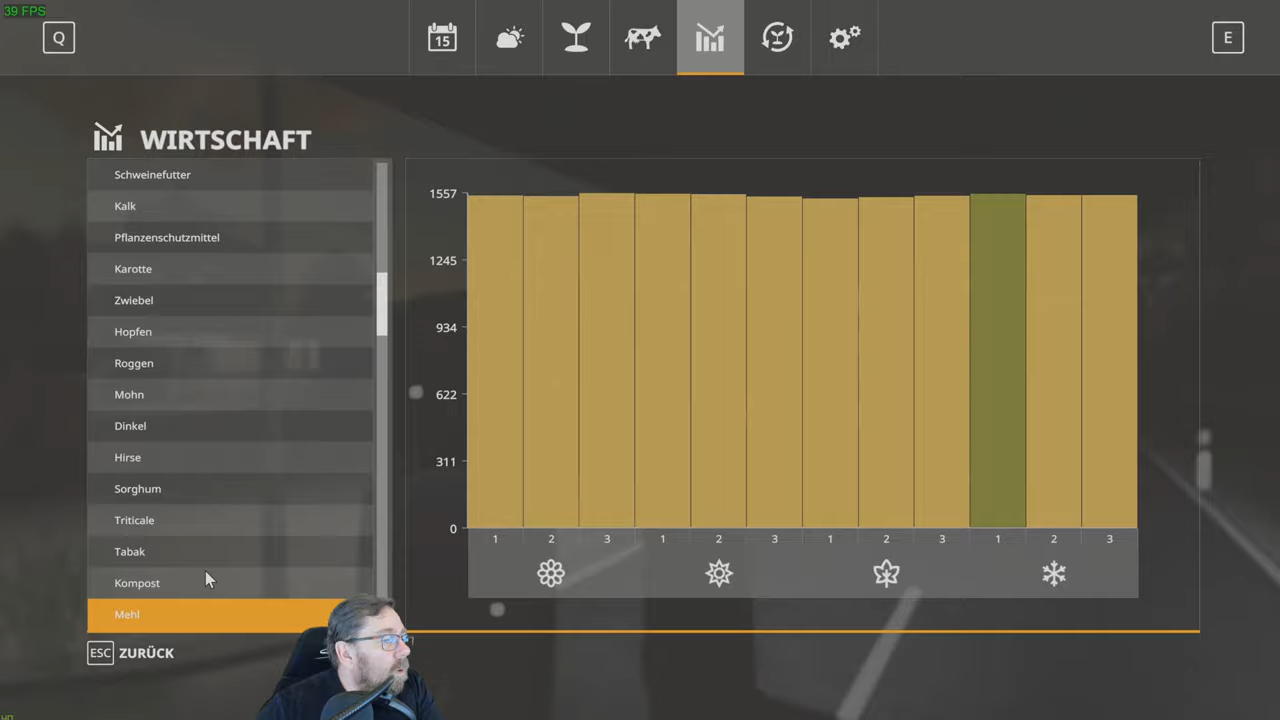 39 FPS
Q
15
E
WIRTSCHAFT
Schweinefutter
Kalk
Pflanzenschutzmittel
Karotte
Zwiebel
Hopfen
Roggen
Mohn
Dinkel
Hirse
Sorghum
Triticale
Tabak
Kompost
Mehl
1557
1245
934
622
311
0
1 2 3 1 2 3 1 2 3 1 2 3
ESC ZURÜCK